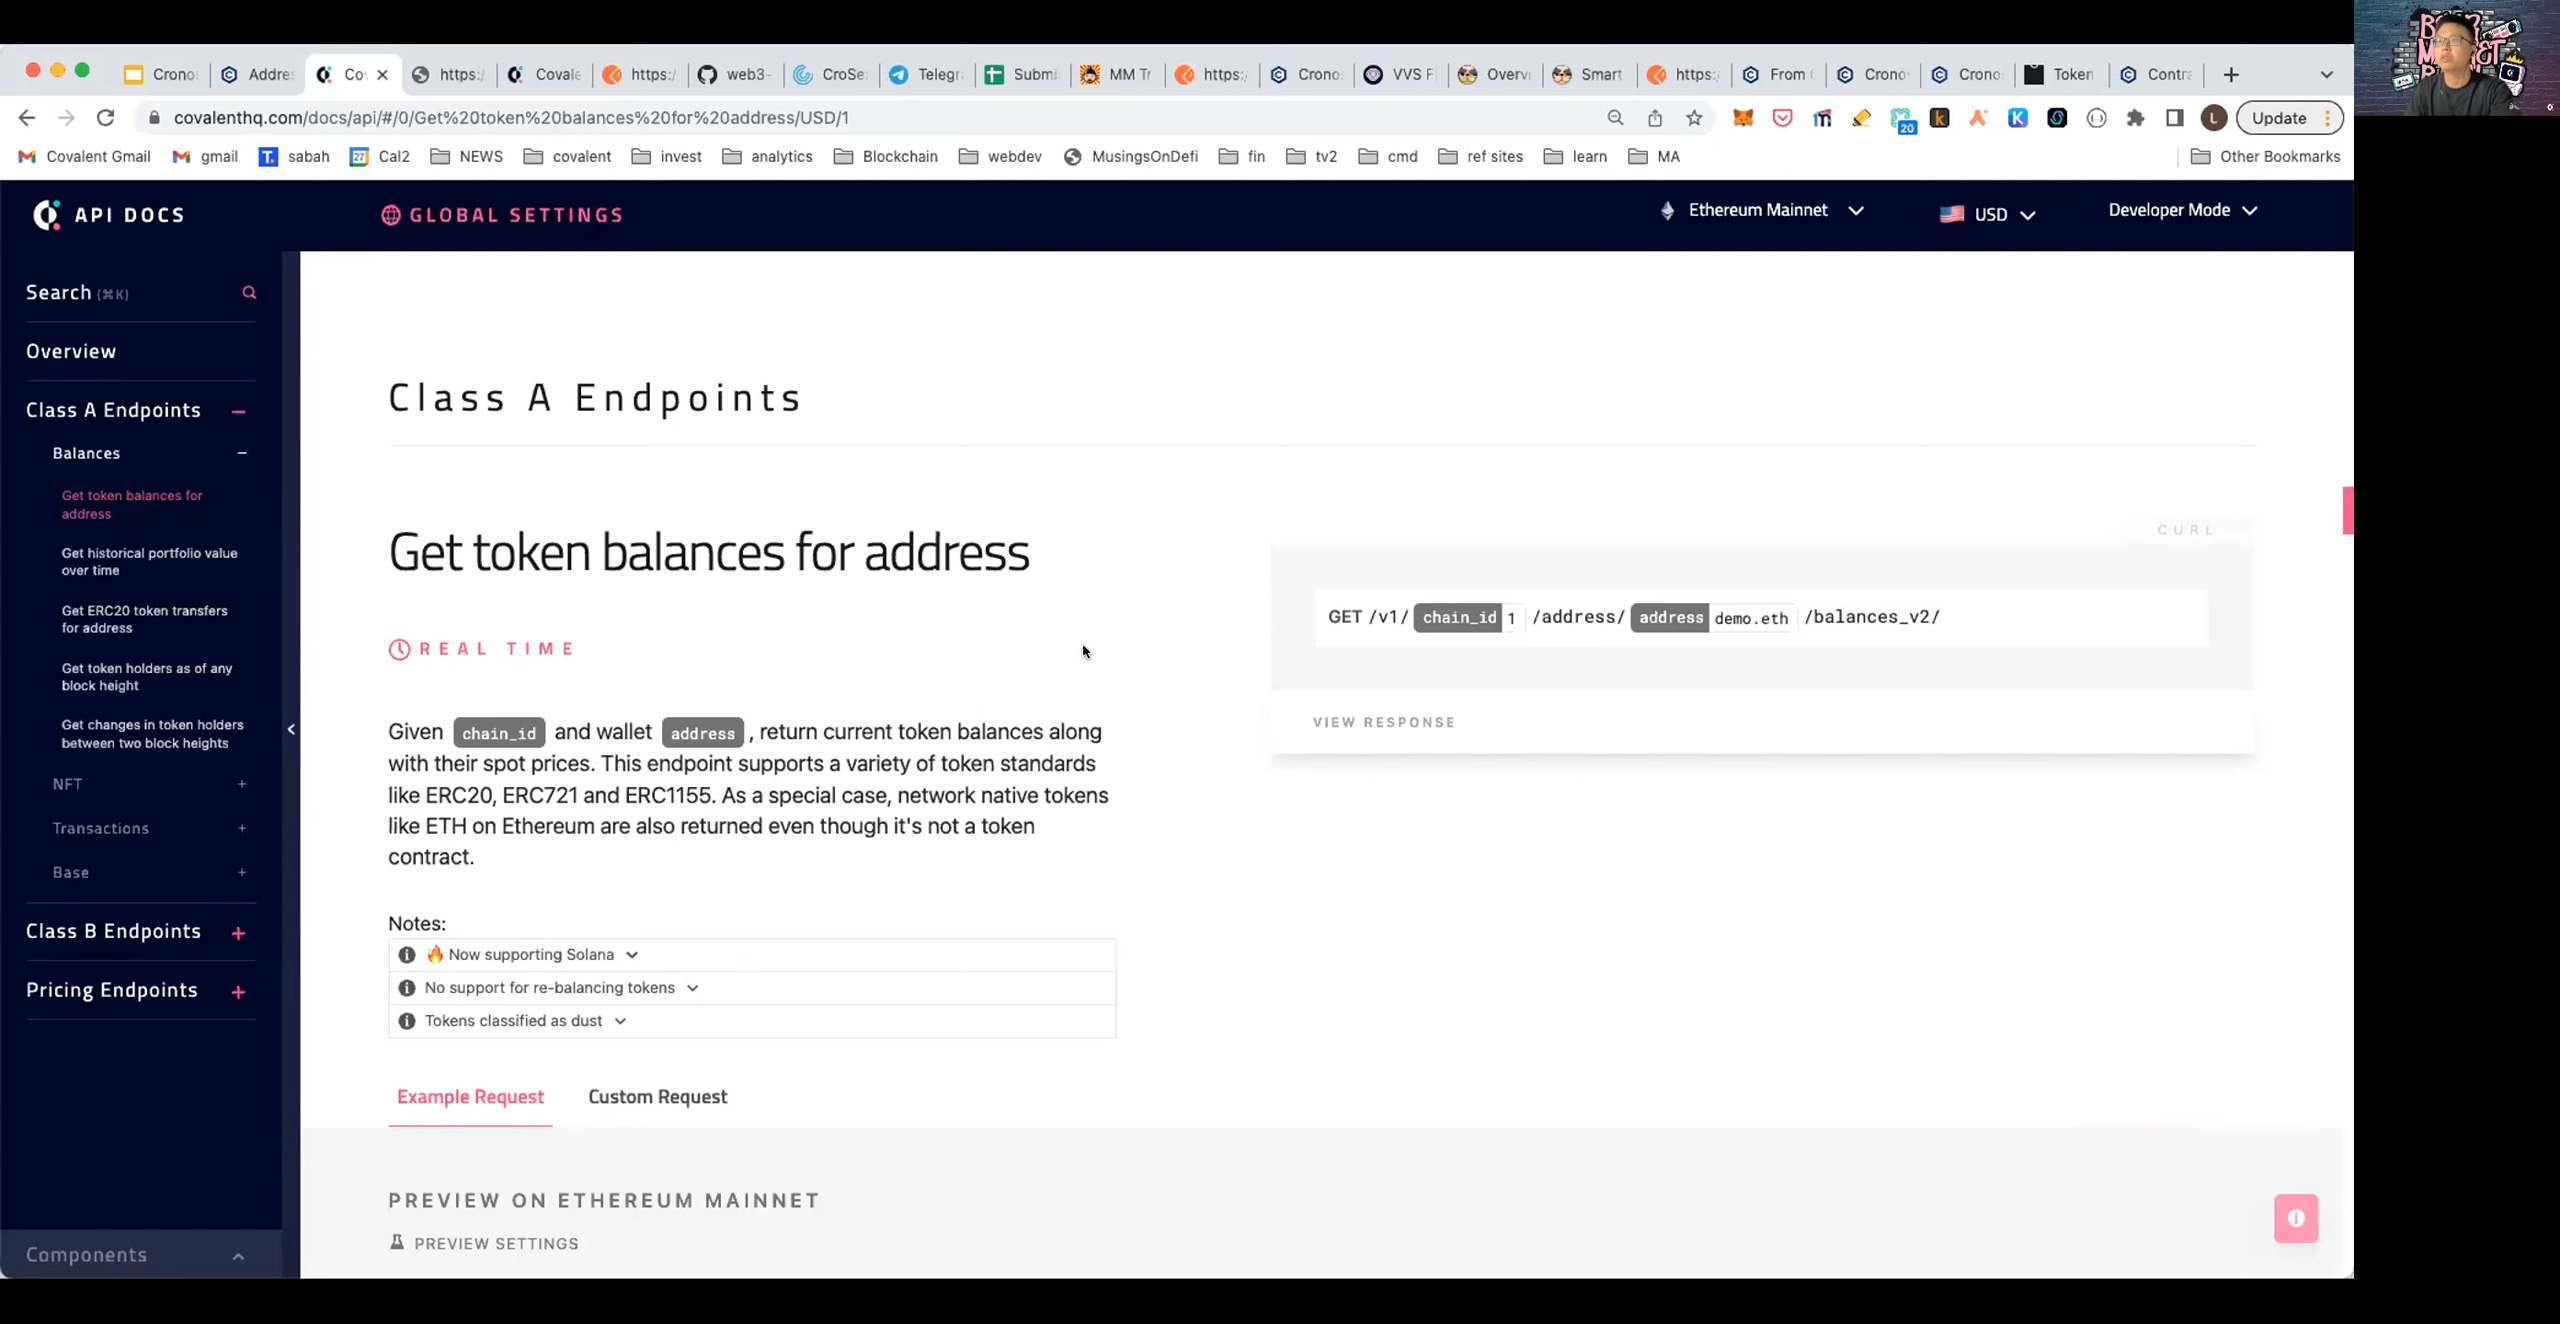 Crono
Addre
Cov
https:/
Covale
https:/
web3-
CroSe
Telegr
Submi
MM Tr
https:/
Crono
VVS F
Overv
Smart
https:/
From
Crono
Crono
Token
Contra
covalenthq.com/docs/api/#/0/Get%20token%20balances%20for%20address/USD/1
20
L
Update
Covalent Gmail
gmail
sabah
Cal2
NEWS
covalent
invest
analytics
Blockchain
webdev
MusingsOnDefi
fin
tv2
cmd
ref sites
learn
MA
Other Bookmarks
API DOCS
GLOBAL SETTINGS
Ethereum Mainnet
USD
Developer Mode
Search (⌘K)
Overview
Class A Endpoints
Balances
Get token balances for
address
Get historical portfolio value
over time
Get ERC20 token transfers
for address
Get token holders as of any
block height
Get changes in token holders
between two block heights
NFT
Transactions
Base
Class B Endpoints
Pricing Endpoints
Components
Class A Endpoints
Get token balances for address
REAL TIME
Given chain_id and wallet address , return current token balances along
with their spot prices. This endpoint supports a variety of token standards
like ERC20, ERC721 and ERC1155. As a special case, network native tokens
like ETH on Ethereum are also returned even though it's not a token
contract.
Notes:
🔥 Now supporting Solana
No support for re-balancing tokens
Tokens classified as dust
Example Request
Custom Request
PREVIEW ON ETHEREUM MAINNET
PREVIEW SETTINGS
CURL
GET /v1/ chain_id 1 /address/ address demo.eth /balances_v2/
VIEW RESPONSE